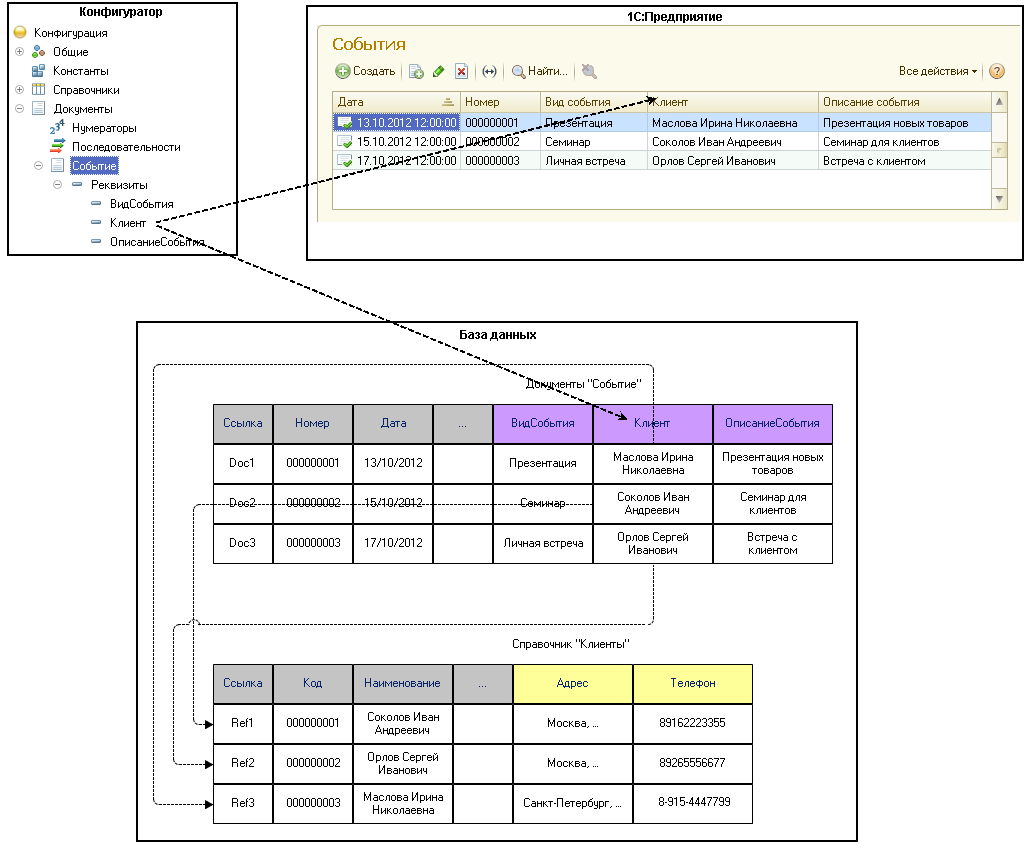 Конфигуратор
Конфигурация
Общие
Константы
Справочники
Документы
Нумераторы
Последовательности
Событие
Реквизиты
ВидСобытия
Клиент
ОписаниеСобытия
1С:Предприятие
События
Создать Найти... Все действия
Дата Номер Вид события Клиент Описание события
13.10.2012 12:00:00 000000001 Презентация Маслова Ирина Николаевна Презентация новых товаров
15.10.2012 12:00:00 000000002 Семинар Соколов Иван Андреевич Семинар для клиентов
17.10.2012 12:00:00 000000003 Личная встреча Орлов Сергей Иванович Встреча с клиентом
База данных
Документы "Событие"
Ссылка Номер Дата ... ВидСобытия Клиент ОписаниеСобытия
Doc1 000000001 13/10/2012 Презентация Маслова Ирина Николаевна Презентация новых товаров
Doc2 000000002 15/10/2012 Семинар Соколов Иван Андреевич Семинар для клиентов
Doc3 000000003 17/10/2012 Личная встреча Орлов Сергей Иванович Встреча с клиентом
Справочник "Клиенты"
Ссылка Код Наименование ... Адрес Телефон
Ref1 000000001 Соколов Иван Андреевич Москва, ... 89162223355
Ref2 000000002 Орлов Сергей Иванович Москва, ... 89265556677
Ref3 000000003 Маслова Ирина Николаевна Санкт-Петербург, ... 8-915-4447799